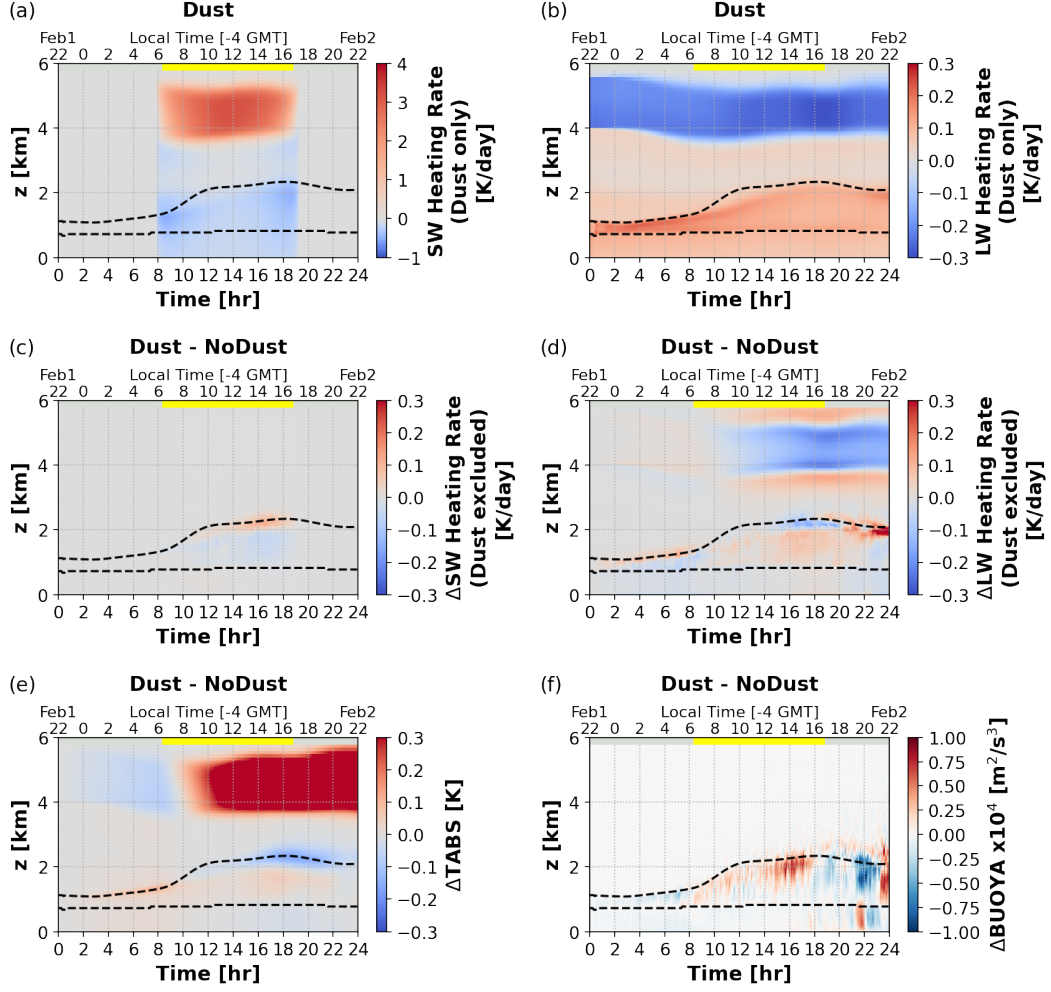 (a)
Dust
Feb1 Local Time [-4 GMT] Feb2
22 0 2 4 6 8 10 12 14 16 18 20 22
6
4
2
0
z [km]
0 2 4 6 8 10 12 14 16 18 20 22 24
Time [hr]
4
3
2
1
0
−1
SW Heating Rate
(Dust only)
[K/day]
(b)
Dust
Feb1 Local Time [-4 GMT] Feb2
22 0 2 4 6 8 10 12 14 16 18 20 22
6
4
2
0
z [km]
0 2 4 6 8 10 12 14 16 18 20 22 24
Time [hr]
0.3
0.2
0.1
0.0
−0.1
−0.2
−0.3
LW Heating Rate
(Dust only)
[K/day]
(c)
Dust - NoDust
Feb1 Local Time [-4 GMT] Feb2
22 0 2 4 6 8 10 12 14 16 18 20 22
6
4
2
0
z [km]
0 2 4 6 8 10 12 14 16 18 20 22 24
Time [hr]
0.3
0.2
0.1
0.0
−0.1
−0.2
−0.3
ΔSW Heating Rate
(Dust excluded)
[K/day]
(d)
Dust - NoDust
Feb1 Local Time [-4 GMT] Feb2
22 0 2 4 6 8 10 12 14 16 18 20 22
6
4
2
0
z [km]
0 2 4 6 8 10 12 14 16 18 20 22 24
Time [hr]
0.3
0.2
0.1
0.0
−0.1
−0.2
−0.3
ΔLW Heating Rate
(Dust excluded)
[K/day]
(e)
Dust - NoDust
Feb1 Local Time [-4 GMT] Feb2
22 0 2 4 6 8 10 12 14 16 18 20 22
6
4
2
0
z [km]
0 2 4 6 8 10 12 14 16 18 20 22 24
Time [hr]
0.3
0.2
0.1
0.0
−0.1
−0.2
−0.3
ΔTABS [K]
(f)
Dust - NoDust
Feb1 Local Time [-4 GMT] Feb2
22 0 2 4 6 8 10 12 14 16 18 20 22
6
4
2
0
z [km]
0 2 4 6 8 10 12 14 16 18 20 22 24
Time [hr]
1.00
0.75
0.50
0.25
0.00
−0.25
−0.50
−0.75
−1.00
ΔBUOYA x10⁴ [m²/s³]